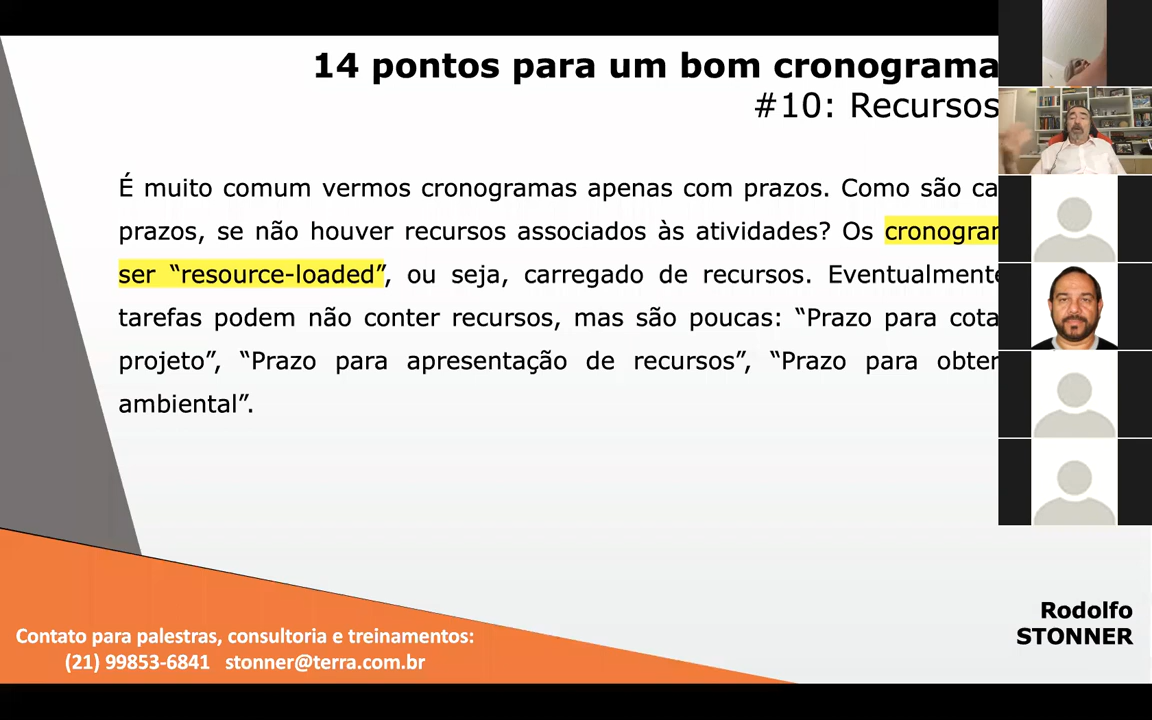 14 pontos para um bom cronograma
#10: Recursos
É muito comum vermos cronogramas apenas com prazos. Como são
prazos, se não houver recursos associados às atividades? Os
ser “resource-loaded”, ou seja, carregado de recursos. Eventualmente
tarefas podem não conter recursos, mas são poucas: “Prazo para
projeto”, “Prazo para apresentação de recursos”, “Prazo para
ambiental”.
Rodolfo
STONNER
Contato para palestras, consultoria e treinamentos:
(21) 99853-6841 stonner@terra.com.br